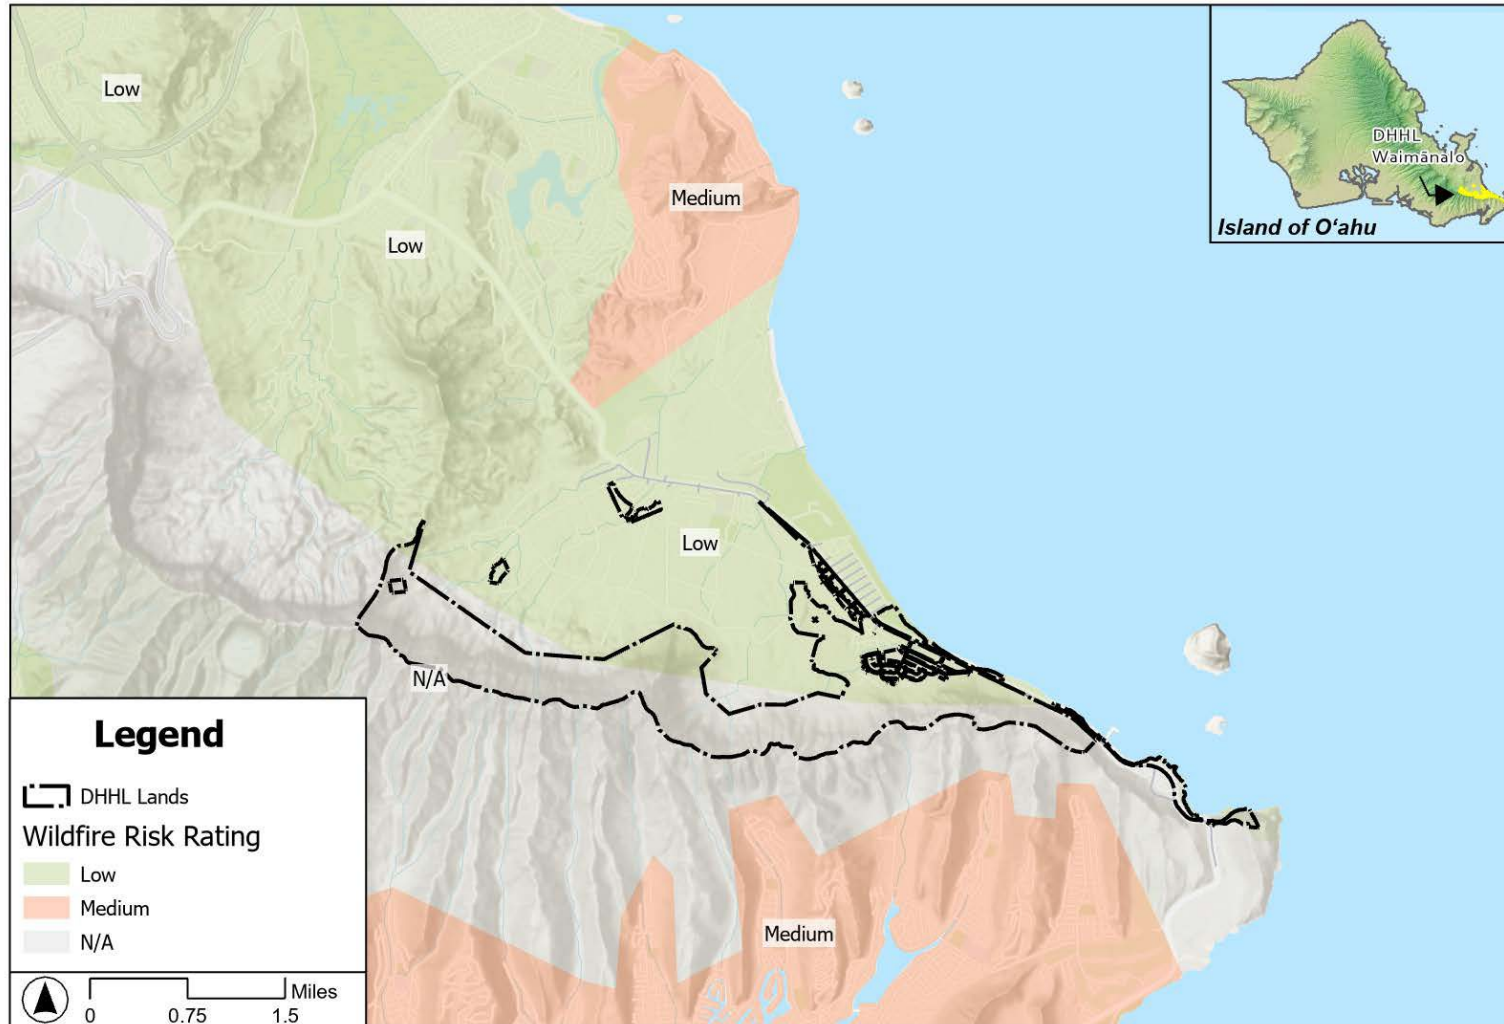 Low
Medium
Low
DHHL
Waimānalo
Island of O‘ahu
Low
N/A
Medium
Legend
DHHL Lands
Wildfire Risk Rating
Low
Medium
N/A
Miles
0
0.75
1.5